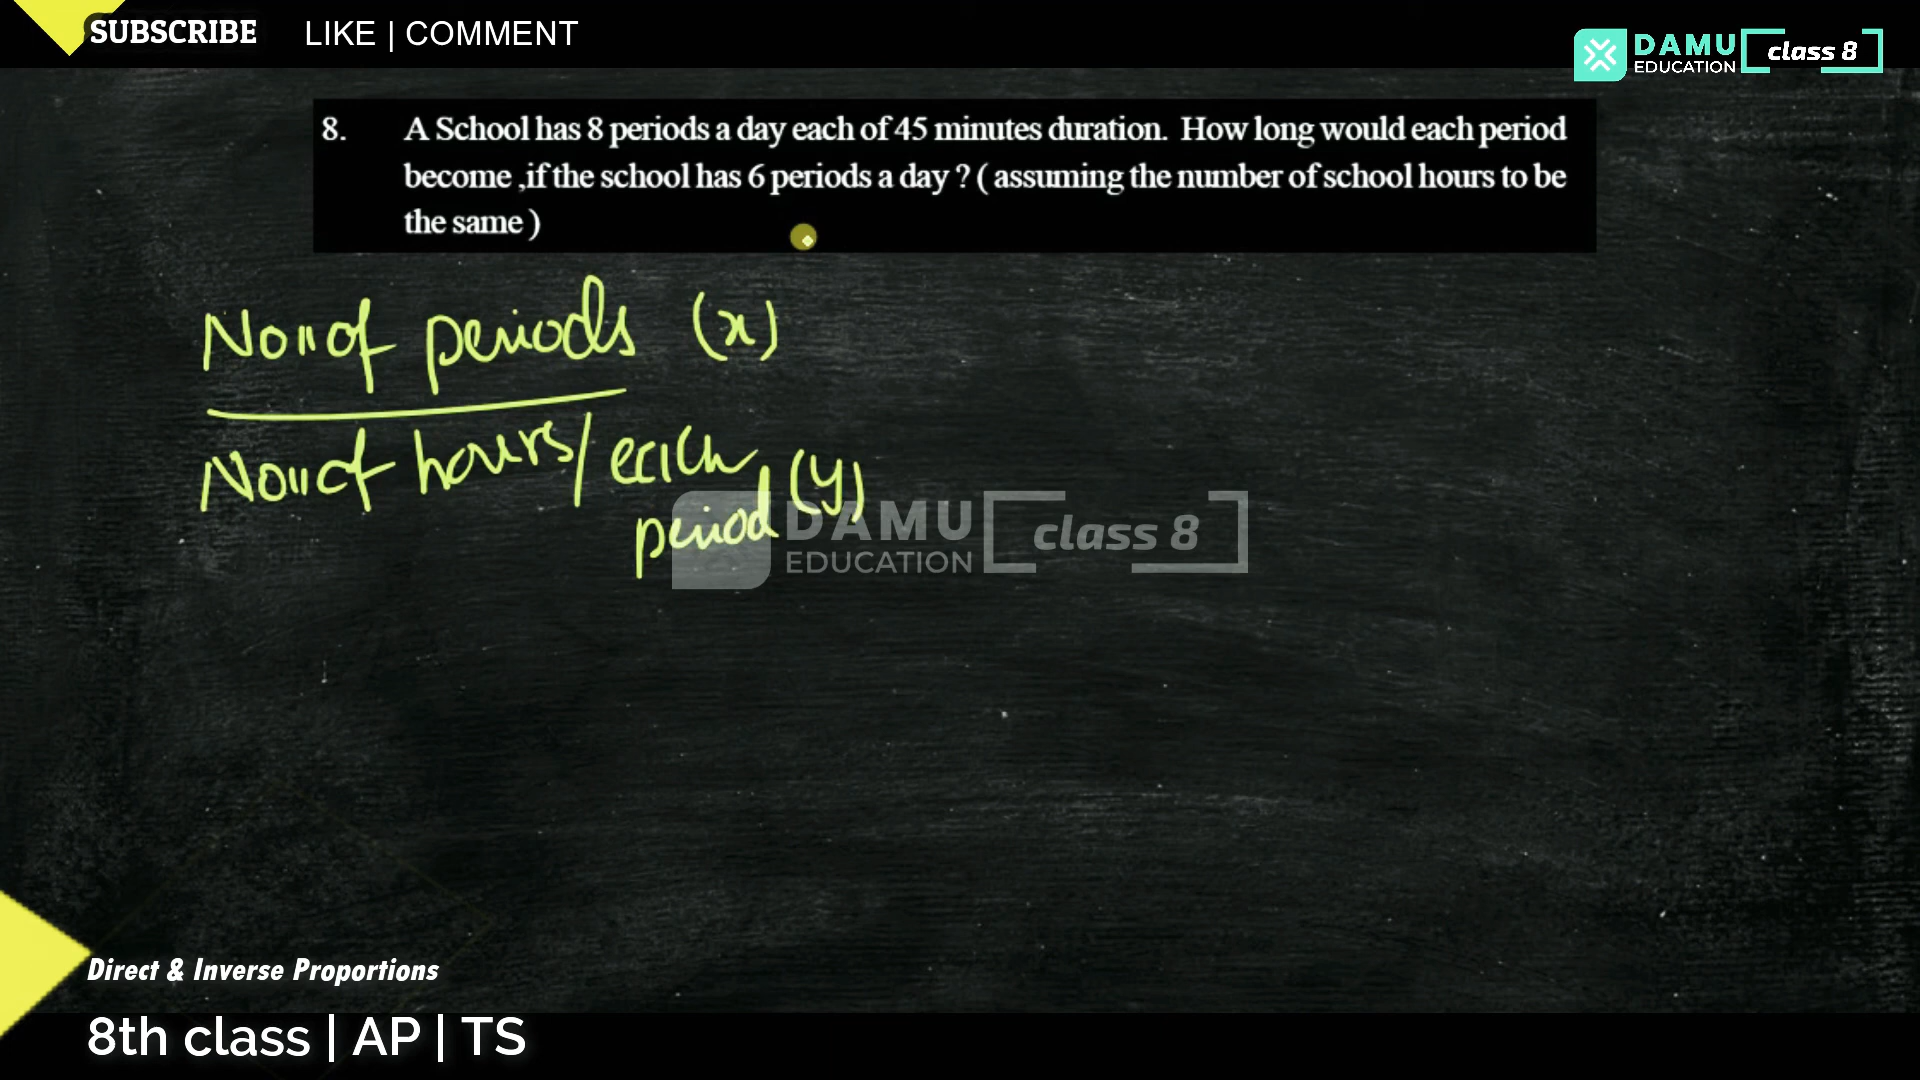 SUBSCRIBE LIKE | COMMENT
DAMU EDUCATION class 8
8. A School has 8 periods a day each of 45 minutes duration. How long would each period
become ,if the school has 6 periods a day ? ( assuming the number of school hours to be
the same )
No of periods (x)
No of hours/each
period (y)
DAMU EDUCATION class 8
Direct & Inverse Proportions
8th class | AP | TS